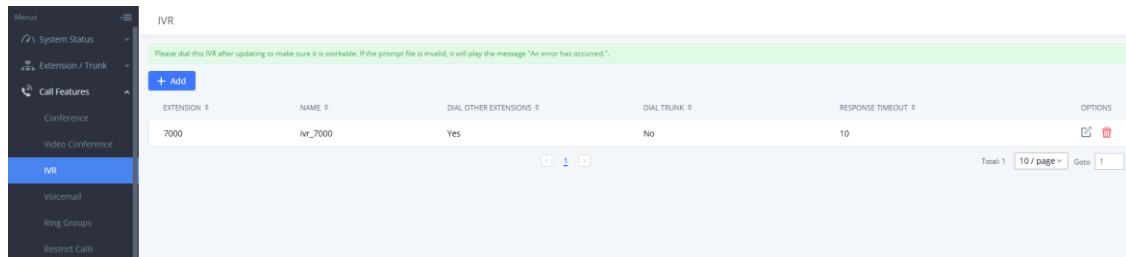 Menus
System Status
Extension / Trunk
Call Features
Conference
Video Conference
IVR
Voicemail
Ring Groups
Restrict Calls
IVR
Please dial this IVR after updating to make sure it is workable. If the prompt file is invalid, it will play the message "An error has occurred.".
+ Add
EXTENSION NAME DIAL OTHER EXTENSIONS DIAL TRUNK RESPONSE TIMEOUT OPTIONS
7000 ivr_7000 Yes No 10
< 1 > Total: 1 10 / page Goto 1